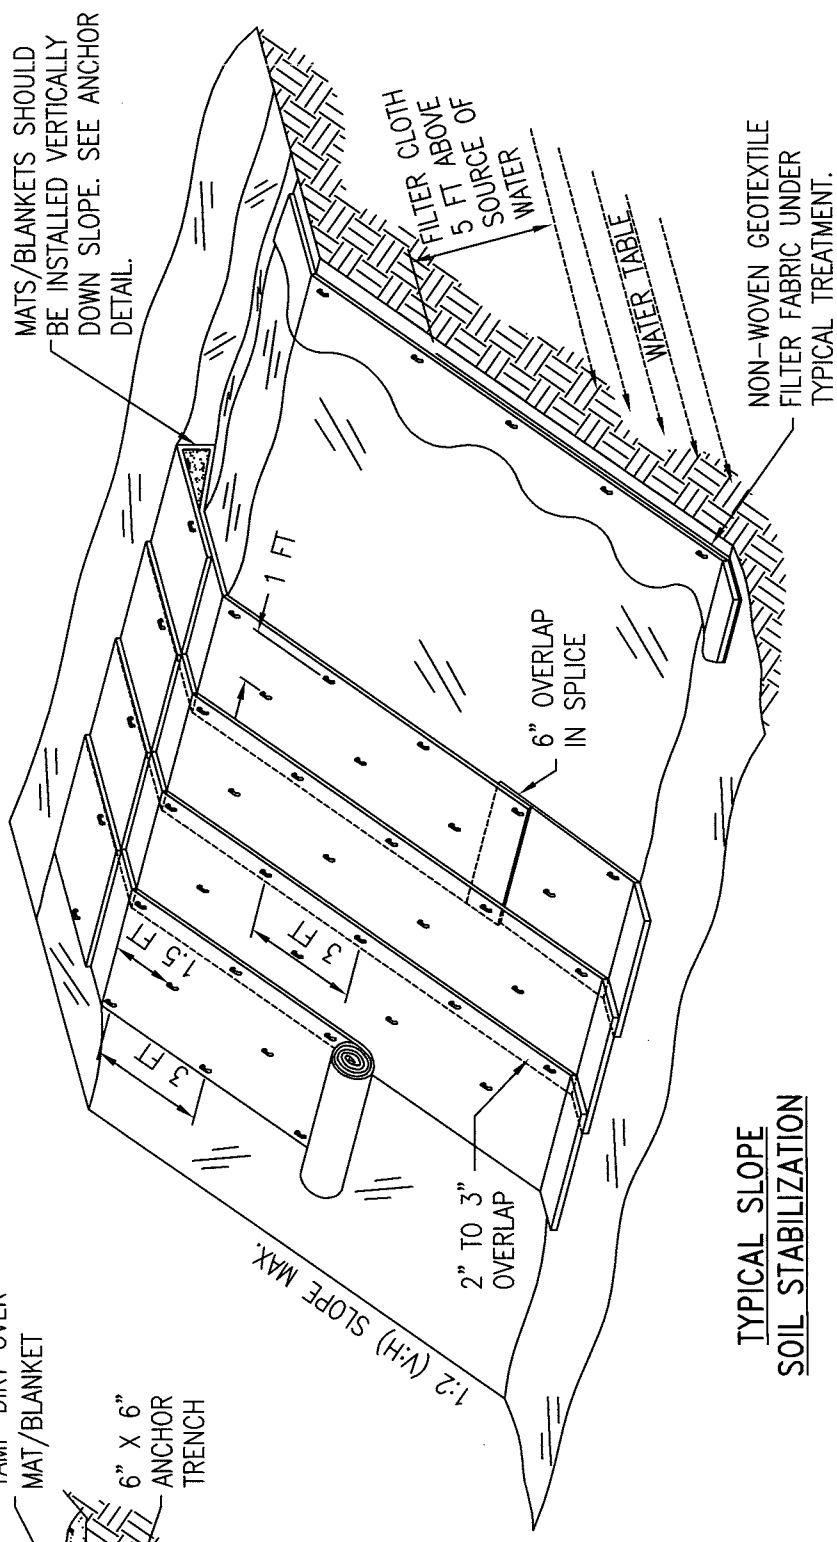 TAMP DIRT OVER
MAT/BLANKET
6" X 6"
ANCHOR
TRENCH
MATS/BLANKETS SHOULD
BE INSTALLED VERTICALLY
DOWN SLOPE. SEE ANCHOR
DETAIL.
1 FT
3 FT
1.5 FT
3 FT
1:2 (V:H) SLOPE MAX.
2" TO 3"
OVERLAP
6" OVERLAP
IN SPLICE
FILTER CLOTH
5 FT ABOVE
SOURCE OF
WATER
WATER TABLE
NON-WOVEN GEOTEXTILE
FILTER FABRIC UNDER
TYPICAL TREATMENT.
TYPICAL SLOPE
SOIL STABILIZATION